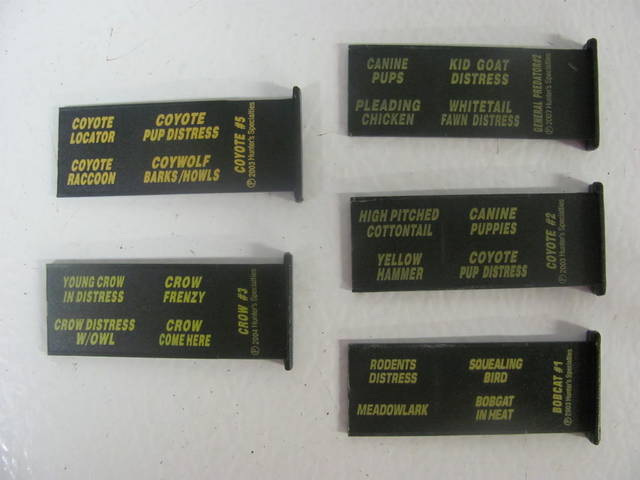 COYOTE
LOCATOR
COYOTE
PUP DISTRESS
COYOTE
RACCOON
COYWOLF
BARKS/HOWLS
COYOTE #5
Ⓟ 2003 Hunter's Specialties
YOUNG CROW
IN DISTRESS
CROW
FRENZY
CROW DISTRESS
W/OWL
CROW
COME HERE
CROW #3
Ⓟ 2004 Hunter's Specialties
CANINE
PUPS
KID GOAT
DISTRESS
PLEADING
CHICKEN
WHITETAIL
FAWN DISTRESS
GENERAL PREDATOR#2
Ⓟ 2003 Hunter's Specialties
HIGH PITCHED
COTTONTAIL
CANINE
PUPPIES
YELLOW
HAMMER
COYOTE
PUP DISTRESS
COYOTE #2
Ⓟ 2003 Hunter's Specialties
RODENTS
DISTRESS
SQUEALING
BIRD
MEADOWLARK
BOBCAT
IN HEAT
BOBCAT #1
Ⓟ 2003 Hunter's Specialties